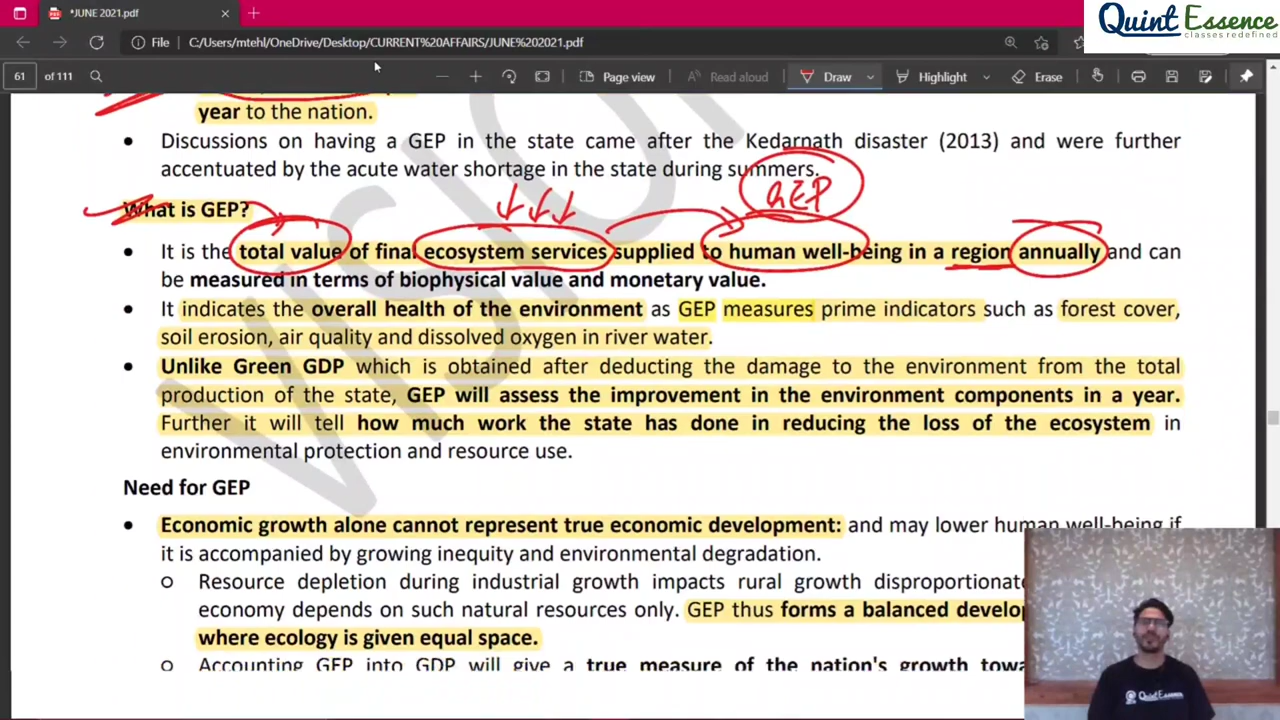 *JUNE 2021.pdf
Quint Essence
classes redefined
File C:/Users/mtehl/OneDrive/Desktop/CURRENT%20AFFAIRS/JUNE%202021.pdf
61 of 111 Page view Read aloud Draw Highlight Erase
year to the nation.
• Discussions on having a GEP in the state came after the Kedarnath disaster (2013) and were further
accentuated by the acute water shortage in the state during summers.
GEP
What is GEP?
• It is the total value of final ecosystem services supplied to human well-being in a region annually and can
be measured in terms of biophysical value and monetary value.
• It indicates the overall health of the environment as GEP measures prime indicators such as forest cover,
soil erosion, air quality and dissolved oxygen in river water.
• Unlike Green GDP which is obtained after deducting the damage to the environment from the total
production of the state, GEP will assess the improvement in the environment components in a year.
Further it will tell how much work the state has done in reducing the loss of the ecosystem in
environmental protection and resource use.
Need for GEP
• Economic growth alone cannot represent true economic development: and may lower human well-being if
it is accompanied by growing inequity and environmental degradation.
o Resource depletion during industrial growth impacts rural growth
economy depends on such natural resources only. GEP thus forms a balanced
where ecology is given equal space.
o Accounting GEP into GDP will give a true measure of the nation's growth
VISION
Quint Essence